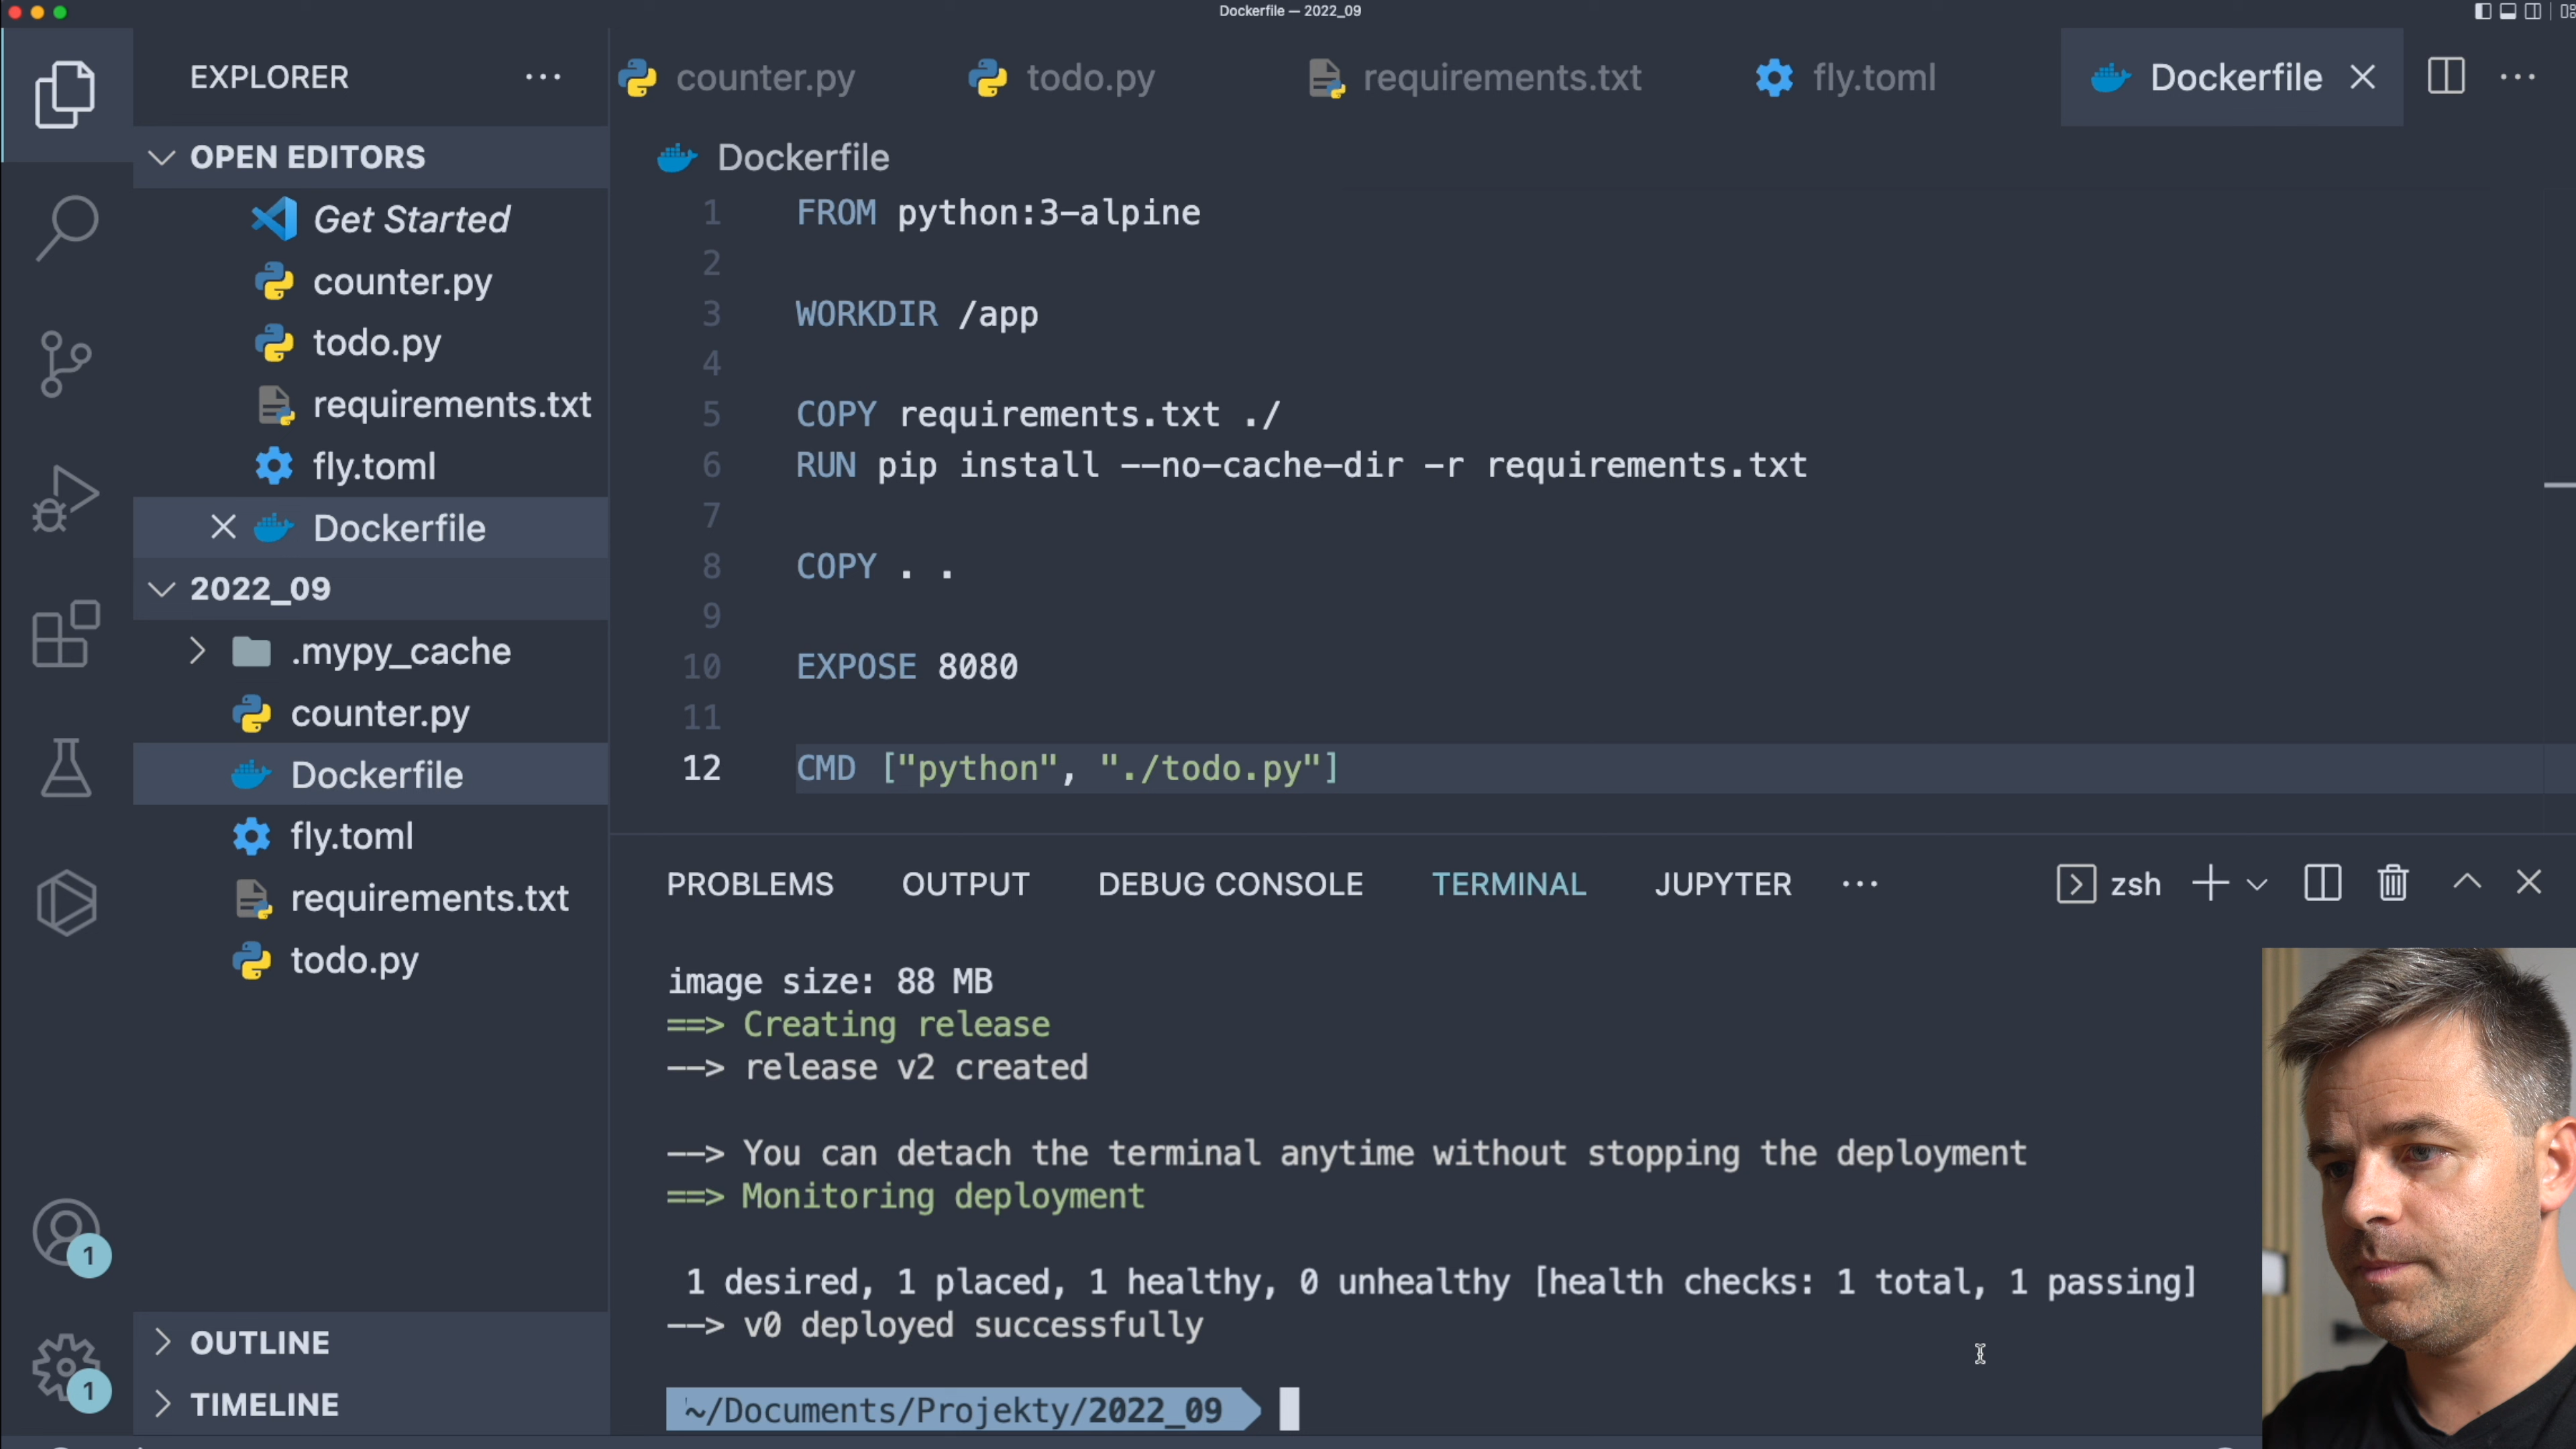 Dockerfile — 2022_09
EXPLORER
counter.py
todo.py
requirements.txt
fly.toml
Dockerfile
OPEN EDITORS
Get Started
counter.py
todo.py
requirements.txt
fly.toml
Dockerfile
2022_09
.mypy_cache
counter.py
Dockerfile
fly.toml
requirements.txt
todo.py
OUTLINE
TIMELINE
1
1
Dockerfile
1 FROM python:3-alpine
2
3 WORKDIR /app
4
5 COPY requirements.txt ./
6 RUN pip install --no-cache-dir -r requirements.txt
7
8 COPY . .
9
10 EXPOSE 8080
11
12 CMD ["python", "./todo.py"]
PROBLEMS OUTPUT DEBUG CONSOLE TERMINAL JUPYTER zsh
image size: 88 MB
==> Creating release
--> release v2 created
--> You can detach the terminal anytime without stopping the deployment
==> Monitoring deployment
1 desired, 1 placed, 1 healthy, 0 unhealthy [health checks: 1 total, 1 passing]
--> v0 deployed successfully
~/Documents/Projekty/2022_09